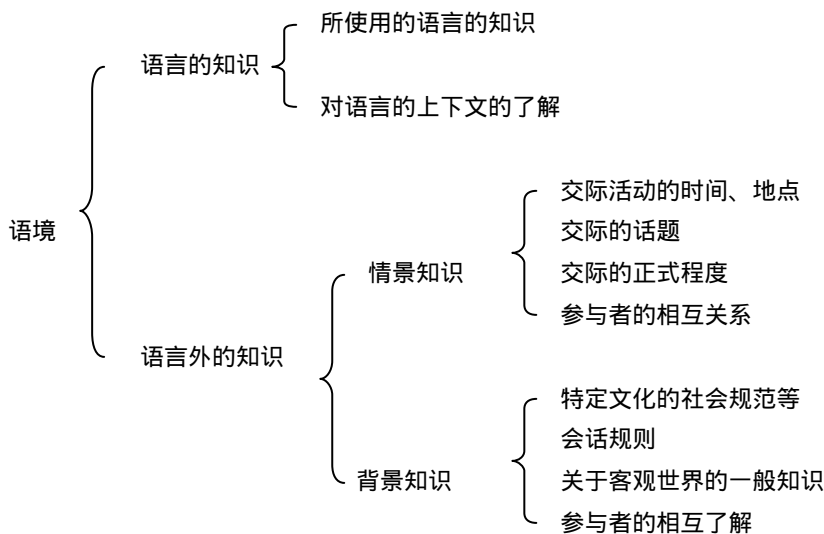 所使用的语言的知识
语言的知识
对语言的上下文的了解
交际活动的时间、地点
语境
交际的话题
情景知识
交际的正式程度
参与者的相互关系
语言外的知识
特定文化的社会规范等
会话规则
背景知识
关于客观世界的一般知识
参与者的相互了解